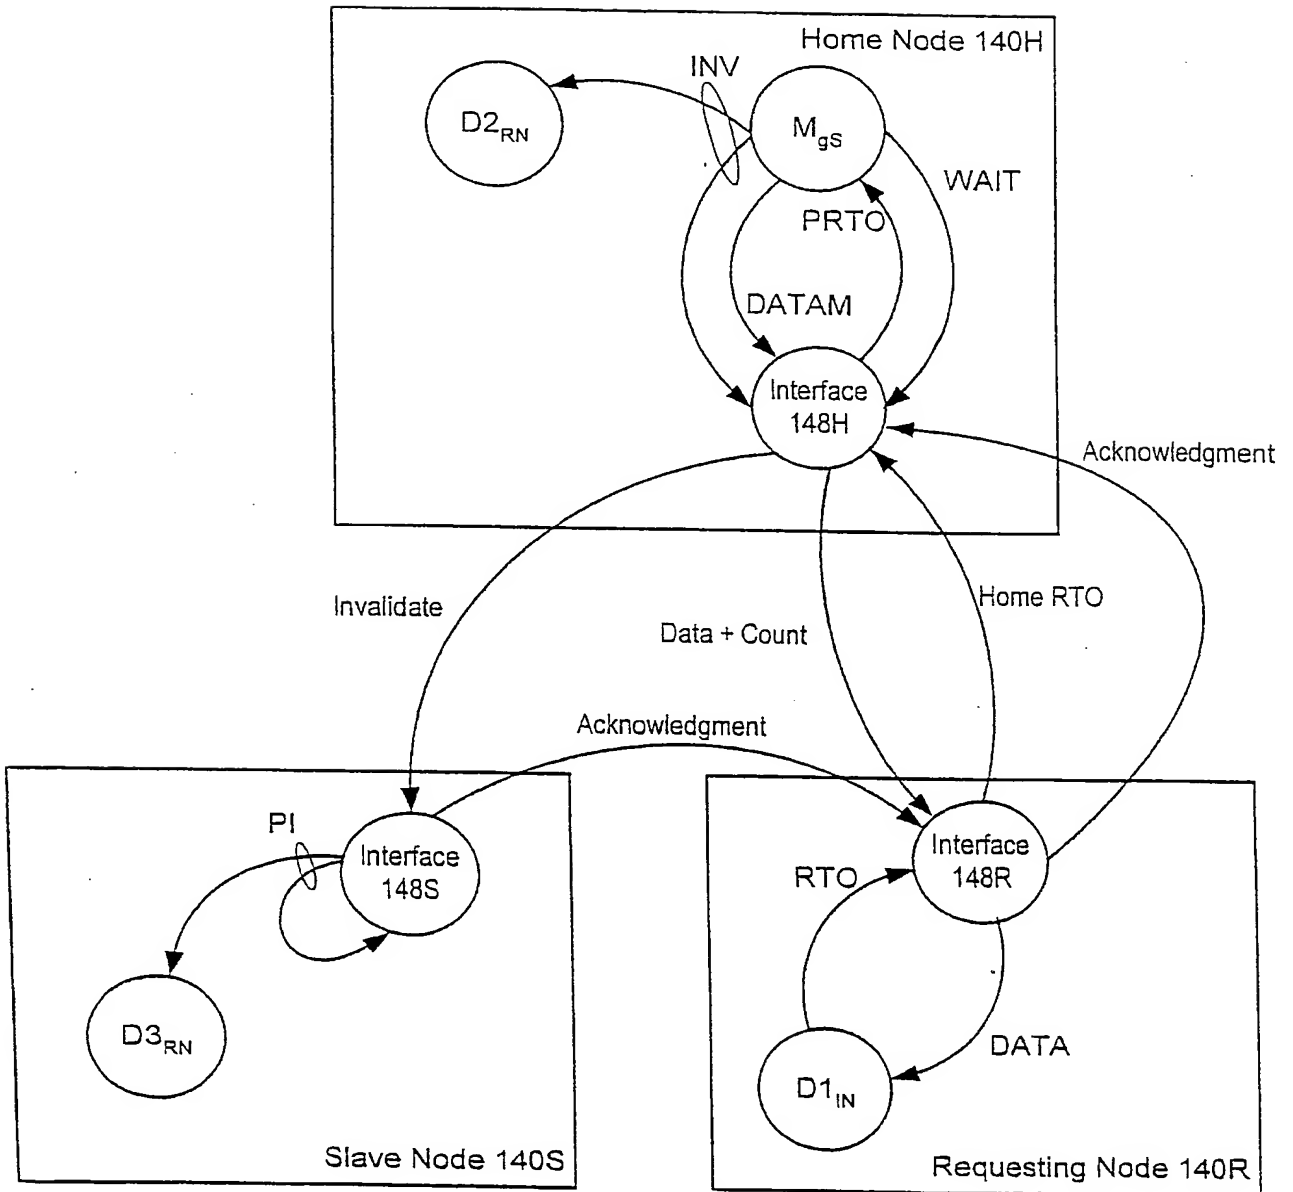 Home Node 140H
INV
D2RN
MgS
WAIT
PRTO
DATAM
Interface
148H
Acknowledgment
Invalidate
Home RTO
Data + Count
Acknowledgment
PI
Interface
148S
Interface
148R
RTO
D3RN
DATA
D1IN
Slave Node 140S
Requesting Node 140R